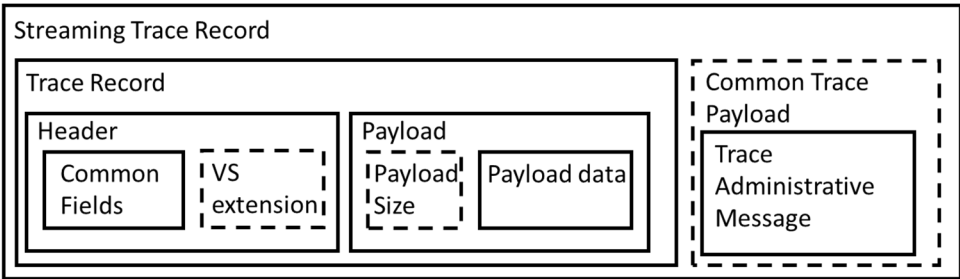 Streaming Trace Record
Trace Record
Header
Common
Fields
VS
extension
Payload
Payload
Size
Payload data
Common Trace
Payload
Trace
Administrative
Message